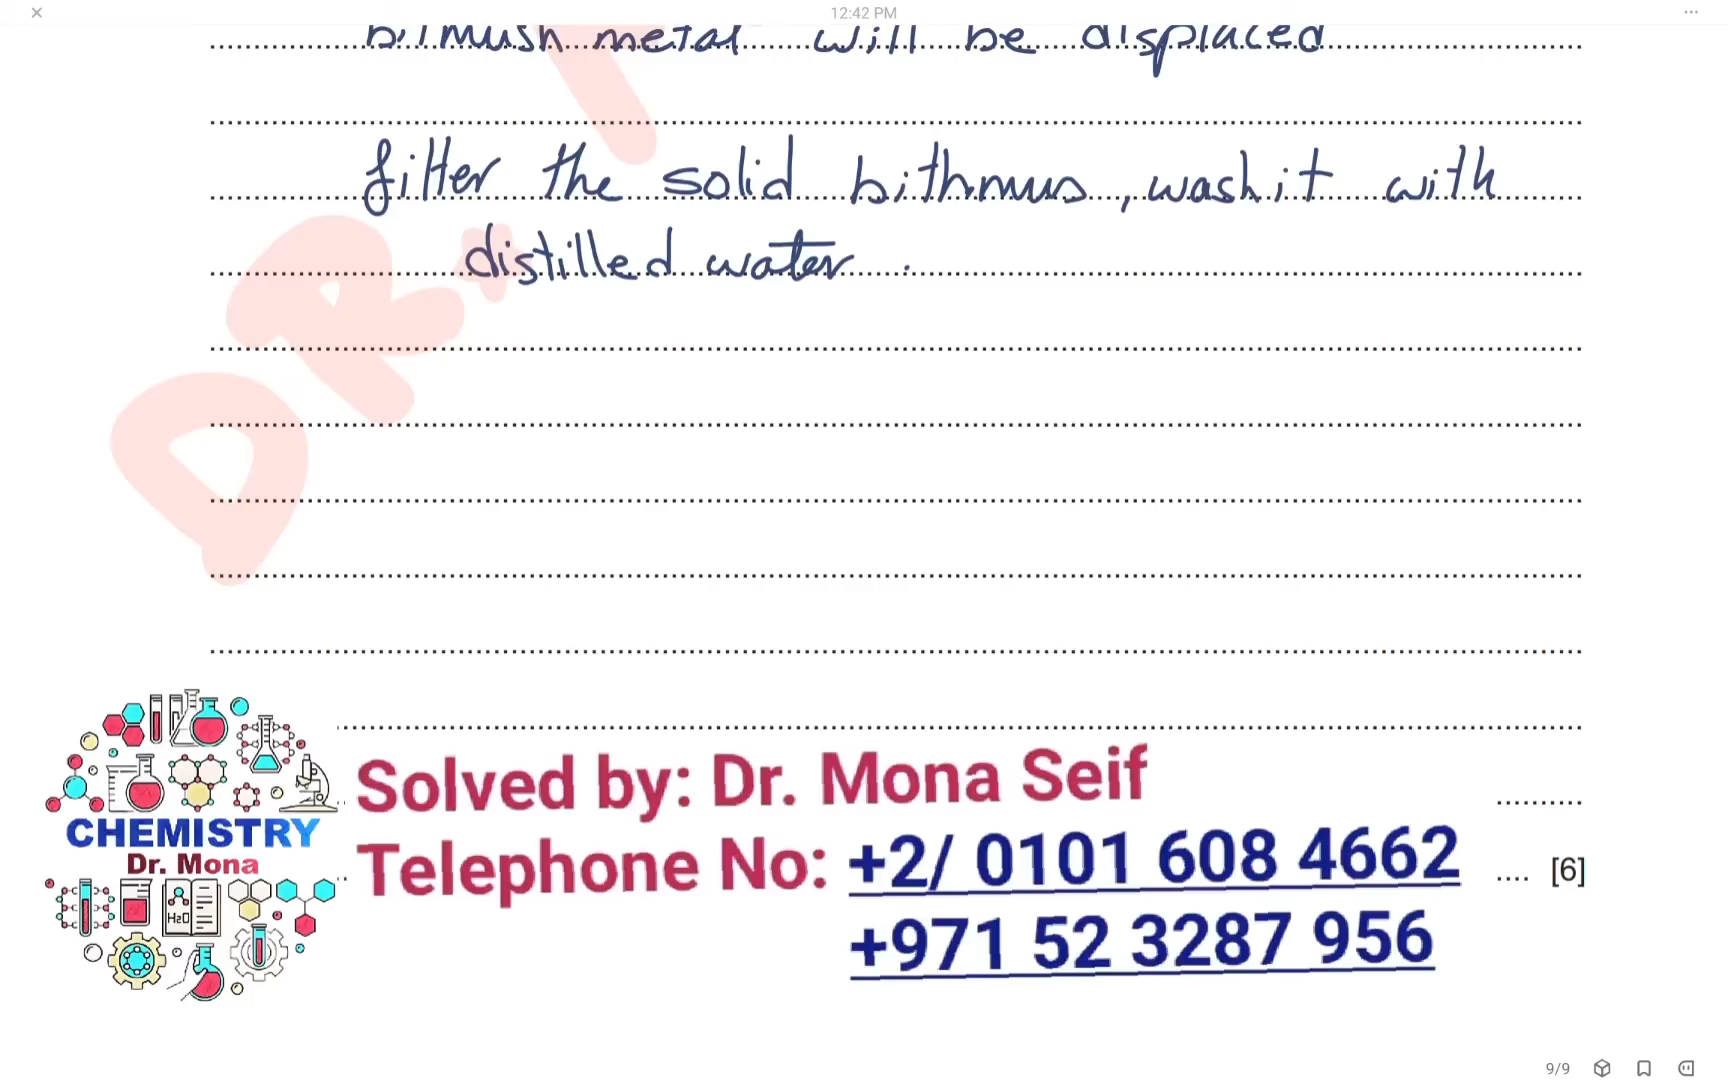 12:42 PM
bitmush metal will be displaced
filter the solid bithmus, wash it with
distilled water.
CHEMISTRY
Dr. Mona
H2O
Solved by: Dr. Mona Seif
Telephone No: +2/ 0101 608 4662
[6]
+971 52 3287 956
DR.
9/9